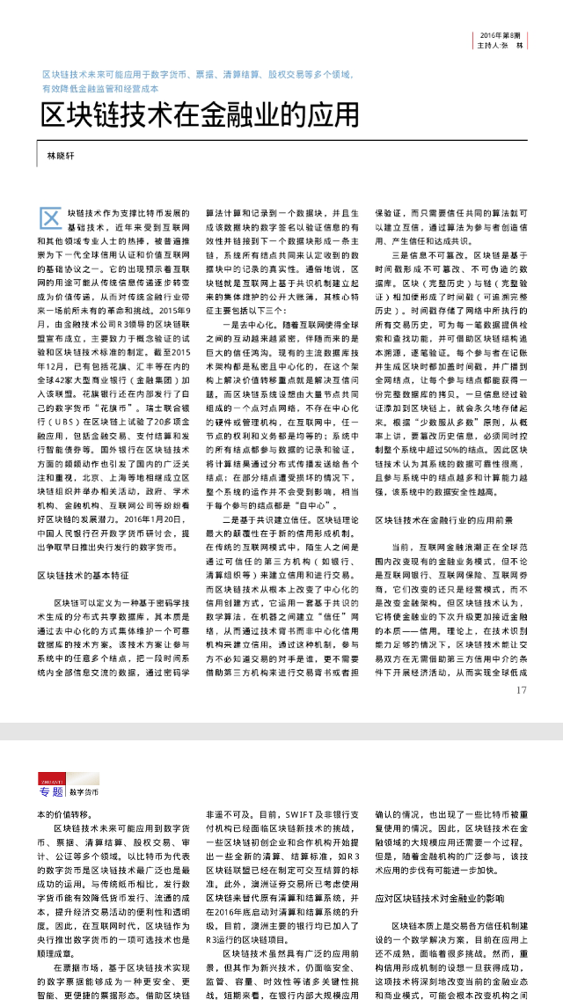 2016年第8期
主持人:张　林
区块链技术未来可能应用于数字货币、票据、清算结算、股权交易等多个领域,
有效降低金融监管和经营成本
区块链技术在金融业的应用
林晓轩
区块链技术作为支撑比特币发展的
基础技术，近年来受到互联网
和其他领域专业人士的热捧，被普遍推
崇为下一代全球信用认证和价值互联网
的基础协议之一。它的出现预示着互联
网的用途可能从传统信息传递逐步转变
成为价值传递，从而对传统金融行业带
来一场前所未有的革命和挑战。2015年9
月，由金融技术公司R3领导的区块链联
盟宣布成立，主要致力于概念验证的试
验和区块链技术标准的制定。截至2015
年12月，已有包括花旗、汇丰等在内的
全球42家大型商业银行（金融集团）加
入该联盟。花旗银行还在内部发行了自
己的数字货币“花旗币”。瑞士联合银
行（UBS）在区块链上试验了20多项金
融应用，包括金融交易、支付结算和发
行智能债券等。国外银行在区块链技术
方面的频频动作也引发了国内的广泛关
注和重视，北京、上海等地相继成立区
块链组织并举办相关活动，政府、学术
机构、金融机构、互联网公司等纷纷看
好区块链的发展潜力。2016年1月20日，
中国人民银行召开数字货币研讨会，提
出争取早日推出央行发行的数字货币。
区块链技术的基本特征
区块链可以定义为一种基于密码学技
术生成的分布式共享数据库，其本质是
通过去中心化的方式集体维护一个可靠
数据库的技术方案。该技术方案让参与
系统中的任意多个结点，把一段时间系
统内全部信息交流的数据，通过密码学
算法计算和记录到一个数据块，并且生
成该数据块的数字签名以验证信息的有
效性并链接到下一个数据块形成一条主
链，系统所有结点共同来认定收到的数
据块中的记录的真实性。通俗地说，区
块链就是互联网上基于共识机制建立起
来的集体维护的公开大账簿，其核心特
征主要包括以下三个：
一是去中心化。随着互联网使得全球
之间的互动越来越紧密，伴随而来的是
巨大的信任鸿沟。现有的主流数据库技
术架构都是私密且中心化的，在这个架
构上解决价值转移重点就是解决互信问
题。而区块链系统设想由大量节点共同
组成的一个点对点网络，不存在中心化
的硬件或管理机构，在互联网中，任一
节点的权利和义务都是均等的；系统中
的所有结点都参与数据的记录和验证，
将计算结果通过分布式传播发送给各个
结点；在部分结点遭受损坏的情况下，
整个系统的运作并不会受到影响，相当
于每个参与的结点都是“自中心”。
二是基于共识建立信任。区块链理论
最大的颠覆性在于新的信用形成机制。
在传统的互联网模式中，陌生人之间是
通过可信任的第三方机构（如银行、
清算组织等）来建立信用和进行交易。
而区块链技术从根本上改变了中心化的
信用创建方式，它运用一套基于共识的
数学算法，在机器之间建立“信任”网
络，从而通过技术背书而非中心化信用
机构来建立信用。通过这种机制，参与
方不必知道交易的对手是谁，更不需要
借助第三方机构来进行交易背书或者担
保验证，而只需要信任共同的算法就可
以建立互信，通过算法为参与者创造信
用、产生信任和达成共识。
三是信息不可篡改。区块链是基于
时间戳形成不可篡改、不可伪造的数
据库。区块（完整历史）与链（完整验
证）相加便形成了时间戳（可追溯完整
历史）。时间戳存储了网络中所执行的
所有交易历史，可为每一笔数据提供检
索和查找功能，并可借助区块链结构追
本溯源，逐笔验证。每个参与者在记账
并生成区块时都加盖时间戳，并广播到
全网结点，让每个参与结点都能获得一
份完整数据库的拷贝。一旦信息经过验
证添加到区块链上，就会永久地存储起
来。根据“少数服从多数”原则，从概
率上讲，要篡改历史信息，必须同时控
制整个系统中超过50%的结点。因此区块
链技术认为其系统的数据可靠性很高，
且参与系统中的结点越多和计算能力越
强，该系统中的数据安全性越高。
区块链技术在金融行业的应用前景
当前，互联网金融浪潮正在全球范
围内改变现有的金融业务模式，但不论
是互联网银行、互联网保险、互联网券
商，它们改变的还只是经营模式，而不
是改变金融架构。但区块链技术认为，
它将使金融业的下次升级更加接近金融
的本质——信用。理论上，在技术识别
能力足够的情况下，区块链技术能让交
易双方在无需借助第三方信用中介的条
件下开展经济活动，从而实现全球低成
17
ZHUANTI
专题 数字货币
本的价值转移。
区块链技术未来可能应用到数字货
币、票据、清算结算、股权交易、审
计、公证等多个领域。以比特币为代表
的数字货币是区块链技术最广泛也是最
成功的运用。与传统纸币相比，发行数
字货币能有效降低货币发行、流通的成
本，提升经济交易活动的便利性和透明
度。因此，在互联网时代，区块链作为
央行推出数字货币的一项可选技术也是
顺理成章。
在票据市场，基于区块链技术实现
的数字票据能够成为一种更安全、更
智能、更便捷的票据形态。借助区块链
非遥不可及。目前，SWIFT及非银行支
付机构已经面临区块链新技术的挑战，
一些区块链初创企业和合作机构开始提
出一些全新的清算、结算标准，如R3
区块链联盟已经在制定可交互结算的标
准。此外，澳洲证券交易所已考虑使用
区块链来替代原有清算和结算系统，并
在2016年底启动对清算和结算系统的升
级。目前，澳洲主要的银行均已加入了
R3运行的区块链项目。
区块链技术虽然具有广泛的应用前
景，但其作为新兴技术，仍面临安全、
监管、容量、时效性等诸多关键性挑
战。短期来看，在银行内部大规模应用
确认的情况，也出现了一些比特币被重
复使用的情况。因此，区块链技术在金
融领域的大规模应用还需要一个过程。
但是，随着金融机构的广泛参与，该技
术应用的步伐有可能进一步加快。
应对区块链技术对金融业的影响
区块链本质上是交易各方信任机制建
设的一个数学解决方案，目前在应用上
还不成熟，面临着很多挑战。然而，重
构信用形成机制的设想一旦获得成功，
这项技术将深刻地改变当前的金融业态
和商业模式，可能会根本改变机构之间